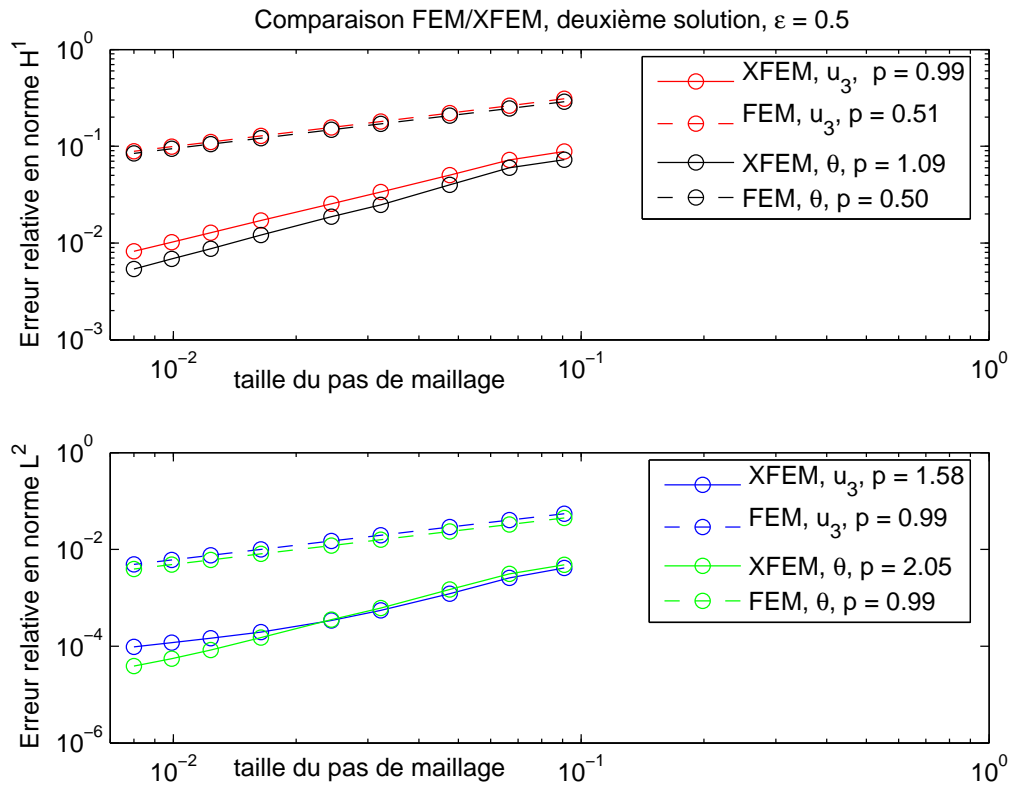 Comparaison FEM/XFEM, deuxième solution, ε = 0.5
Erreur relative en norme H^1
10^0
10^-1
10^-2
10^-3
XFEM, u_3, p = 0.99
FEM, u_3, p = 0.51
XFEM, θ, p = 1.09
FEM, θ, p = 0.50
10^-2
10^-1
10^0
taille du pas de maillage
Erreur relative en norme L^2
10^0
10^-2
10^-4
10^-6
XFEM, u_3, p = 1.58
FEM, u_3, p = 0.99
XFEM, θ, p = 2.05
FEM, θ, p = 0.99
10^-2
10^-1
10^0
taille du pas de maillage